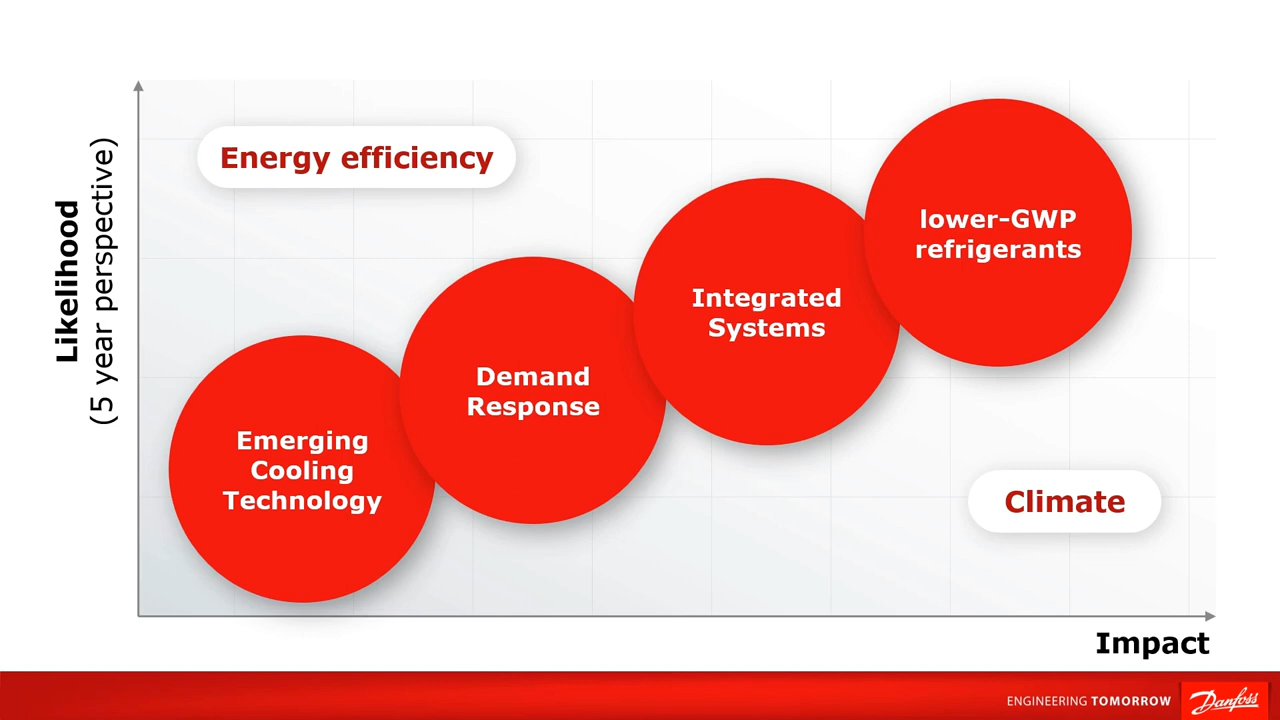 Energy efficiency
lower-GWP
refrigerants
Integrated
Systems
Likelihood
(5 year perspective)
Demand
Response
Emerging
Cooling
Technology
Climate
Impact
ENGINEERING TOMORROW
Danfoss